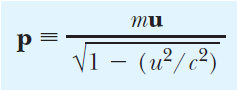 p ≡ mu / √1 − (u²/c²)